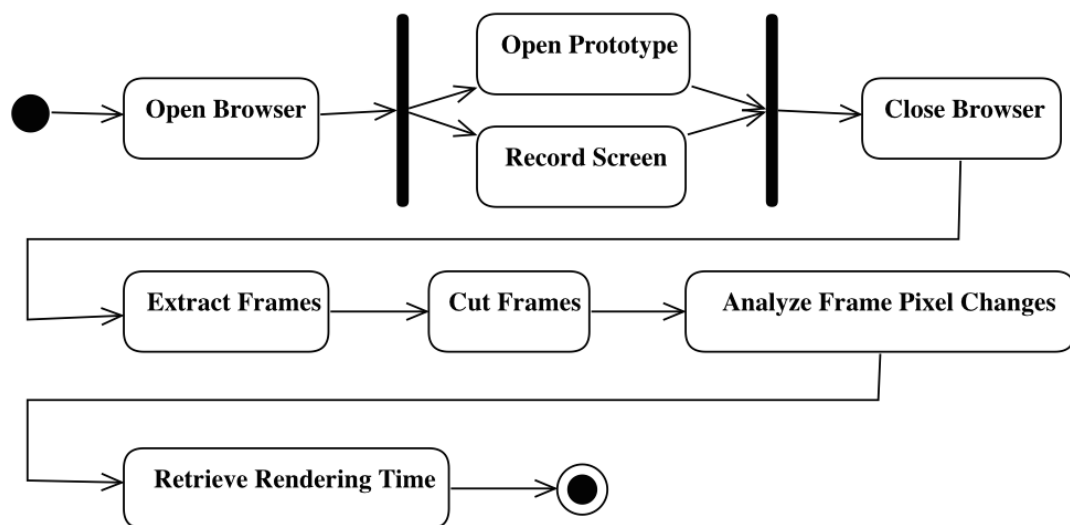 Open Browser
Open Prototype
Record Screen
Close Browser
Extract Frames
Cut Frames
Analyze Frame Pixel Changes
Retrieve Rendering Time